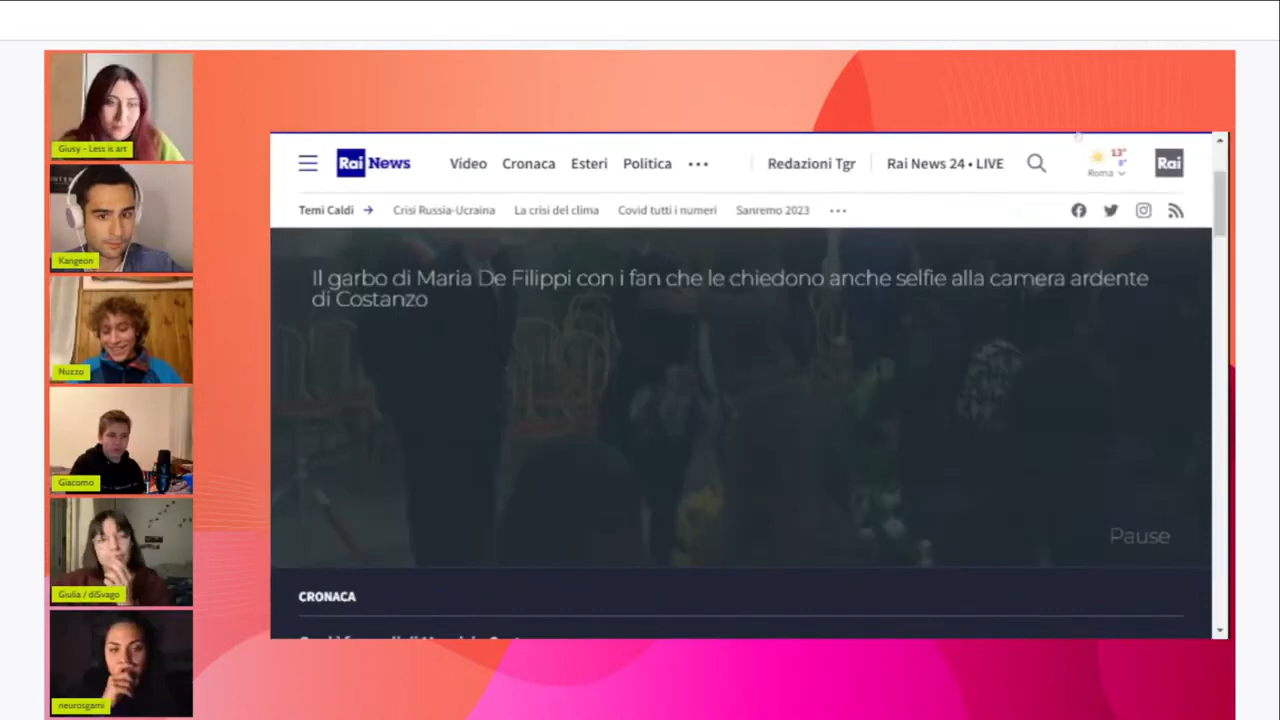 Giusy - Less is art
Kangeon
Nuzzo
Giacomo
Giulia / diSvago
neurosgami
Rai News
Video Cronaca Esteri Politica ••• Redazioni Tgr Rai News 24 • LIVE
13°
8°
Roma
Rai
Temi Caldi → Crisi Russia-Ucraina La crisi del clima Covid tutti i numeri Sanremo 2023 •••
Il garbo di Maria De Filippi con i fan che le chiedono anche selfie alla camera ardente
di Costanzo
Pause
CRONACA